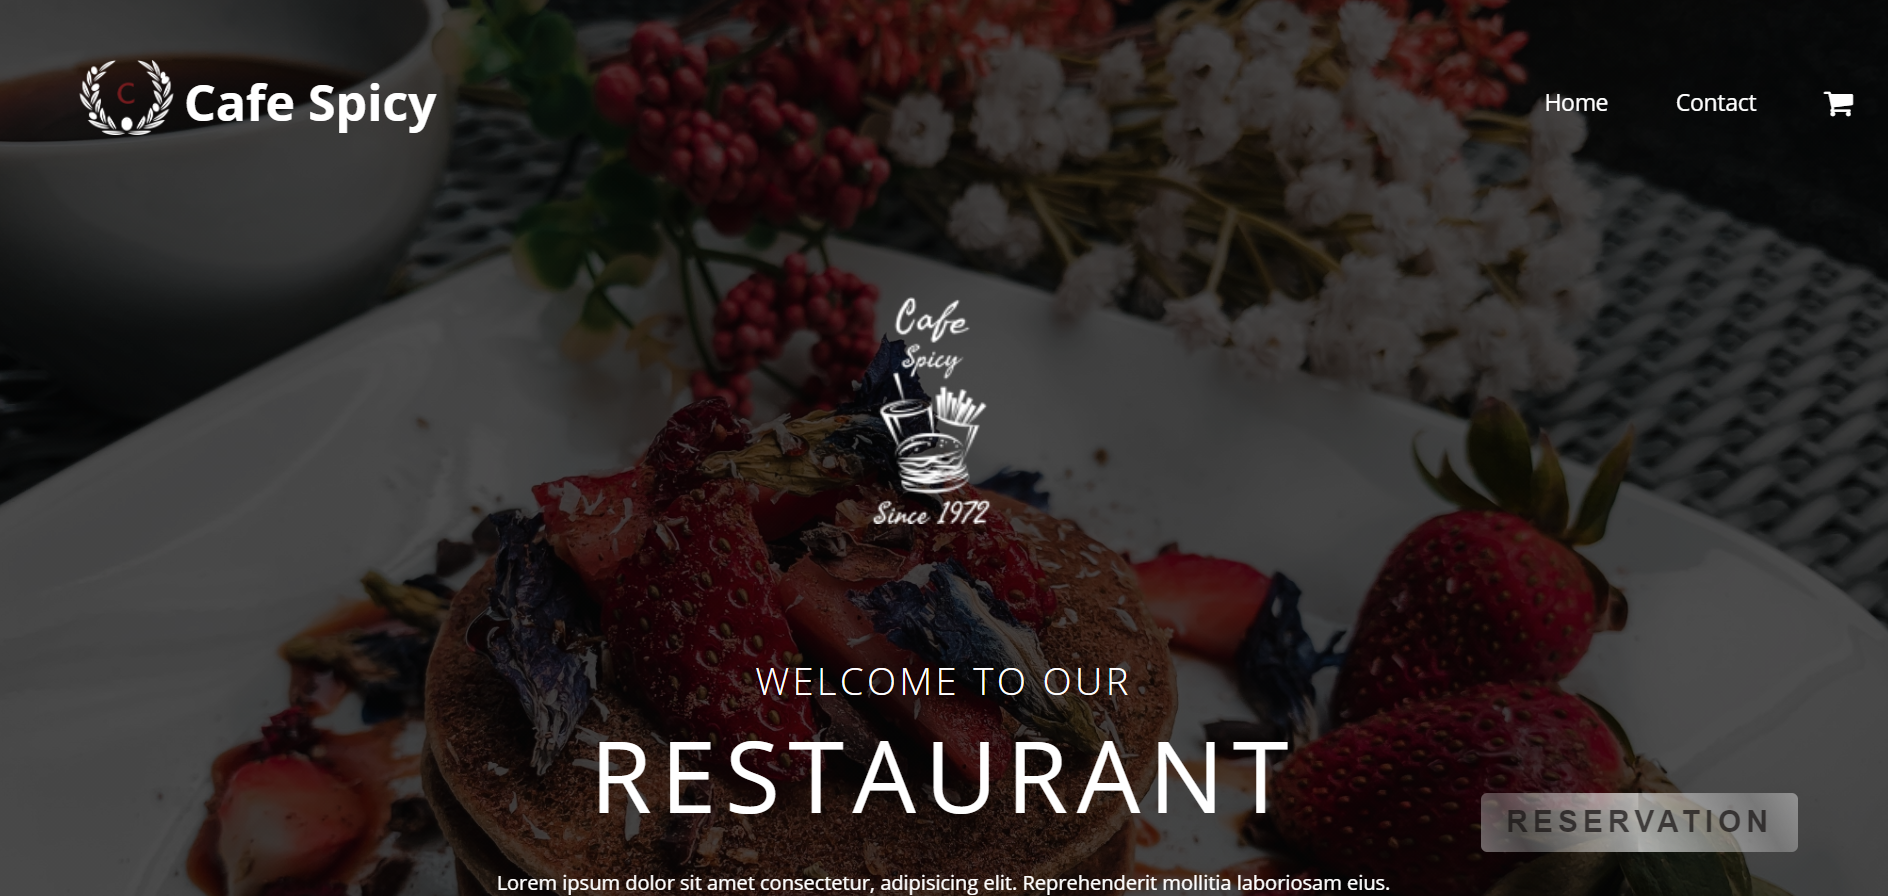 C
Cafe Spicy
Home
Contact
Cafe
Spicy
Since 1972
WELCOME TO OUR
RESTAURANT
RESERVATION
Lorem ipsum dolor sit amet consectetur, adipisicing elit. Reprehenderit mollitia laboriosam eius.